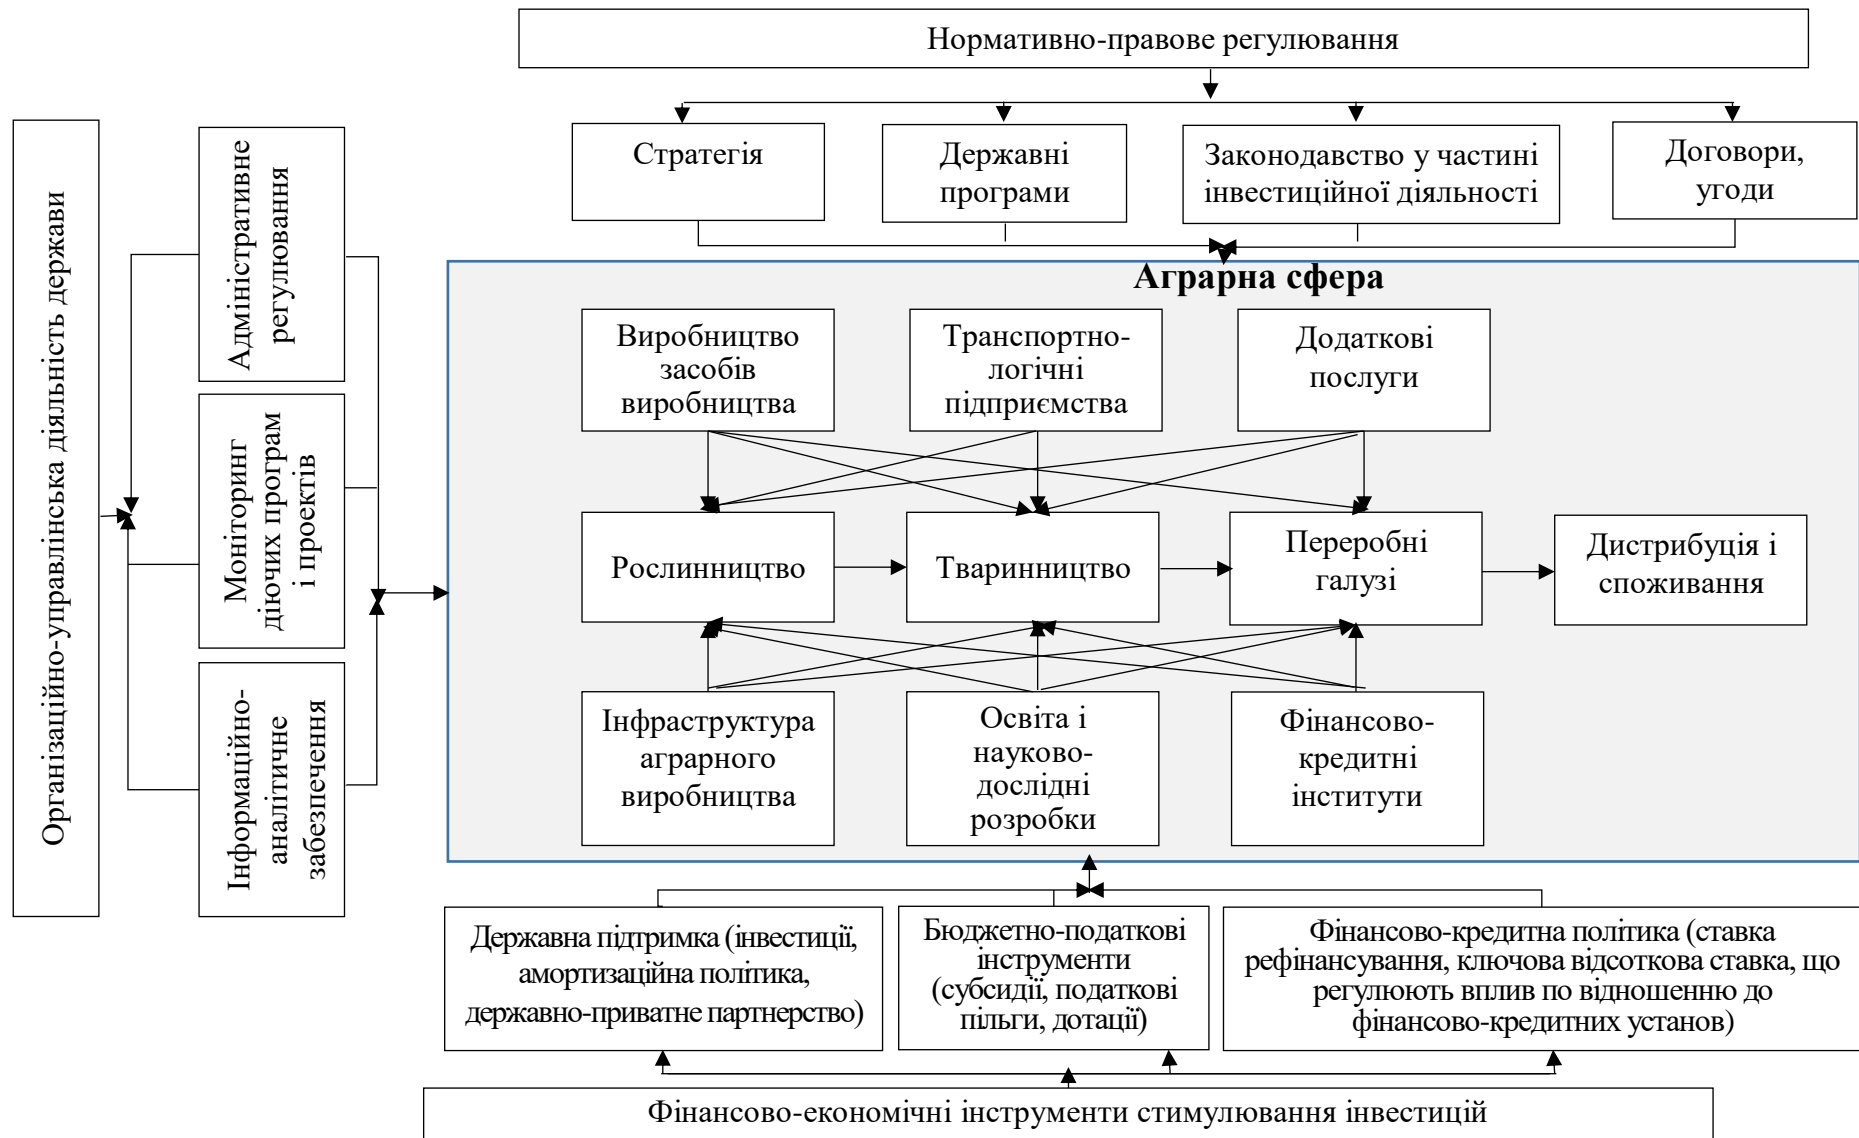 Нормативно-правове регулювання
Стратегія
Державні
програми
Законодавство у частині
інвестиційної діяльності
Договори,
угоди
Організаційно-управлінська діяльність держави
Адміністративне
регулювання
Моніторинг
діючих програм
і проектів
Інформаційно-
аналітичне
забезпечення
Аграрна сфера
Виробництво
засобів
виробництва
Транспортно-
логічні
підприємства
Додаткові
послуги
Рослинництво
Тваринництво
Переробні
галузі
Дистрибуція і
споживання
Інфраструктура
аграрного
виробництва
Освіта і
науково-
дослідні
розробки
Фінансово-
кредитні
інститути
Державна підтримка (інвестиції,
амортизаційна політика,
державно-приватне партнерство)
Бюджетно-податкові
інструменти
(субсидії, податкові
пільги, дотації)
Фінансово-кредитна політика (ставка
рефінансування, ключова відсоткова ставка, що
регулюють вплив по відношенню до
фінансово-кредитних установ)
Фінансово-економічні інструменти стимулювання інвестицій